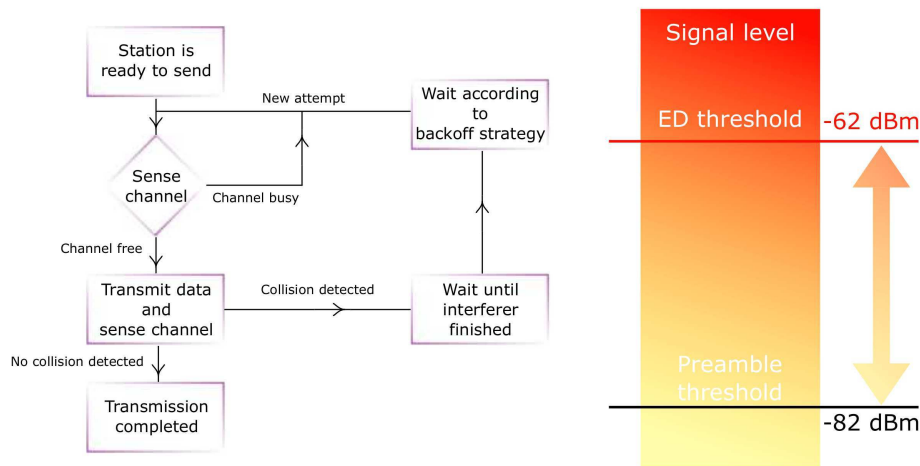 Station is
ready to send
New attempt
Wait according
to
backoff strategy
Sense
channel
Channel busy
Channel free
Transmit data
and
sense channel
Collision detected
Wait until
interferer
finished
No collision detected
Transmission
completed
Signal level
ED threshold
-62 dBm
Preamble
threshold
-82 dBm